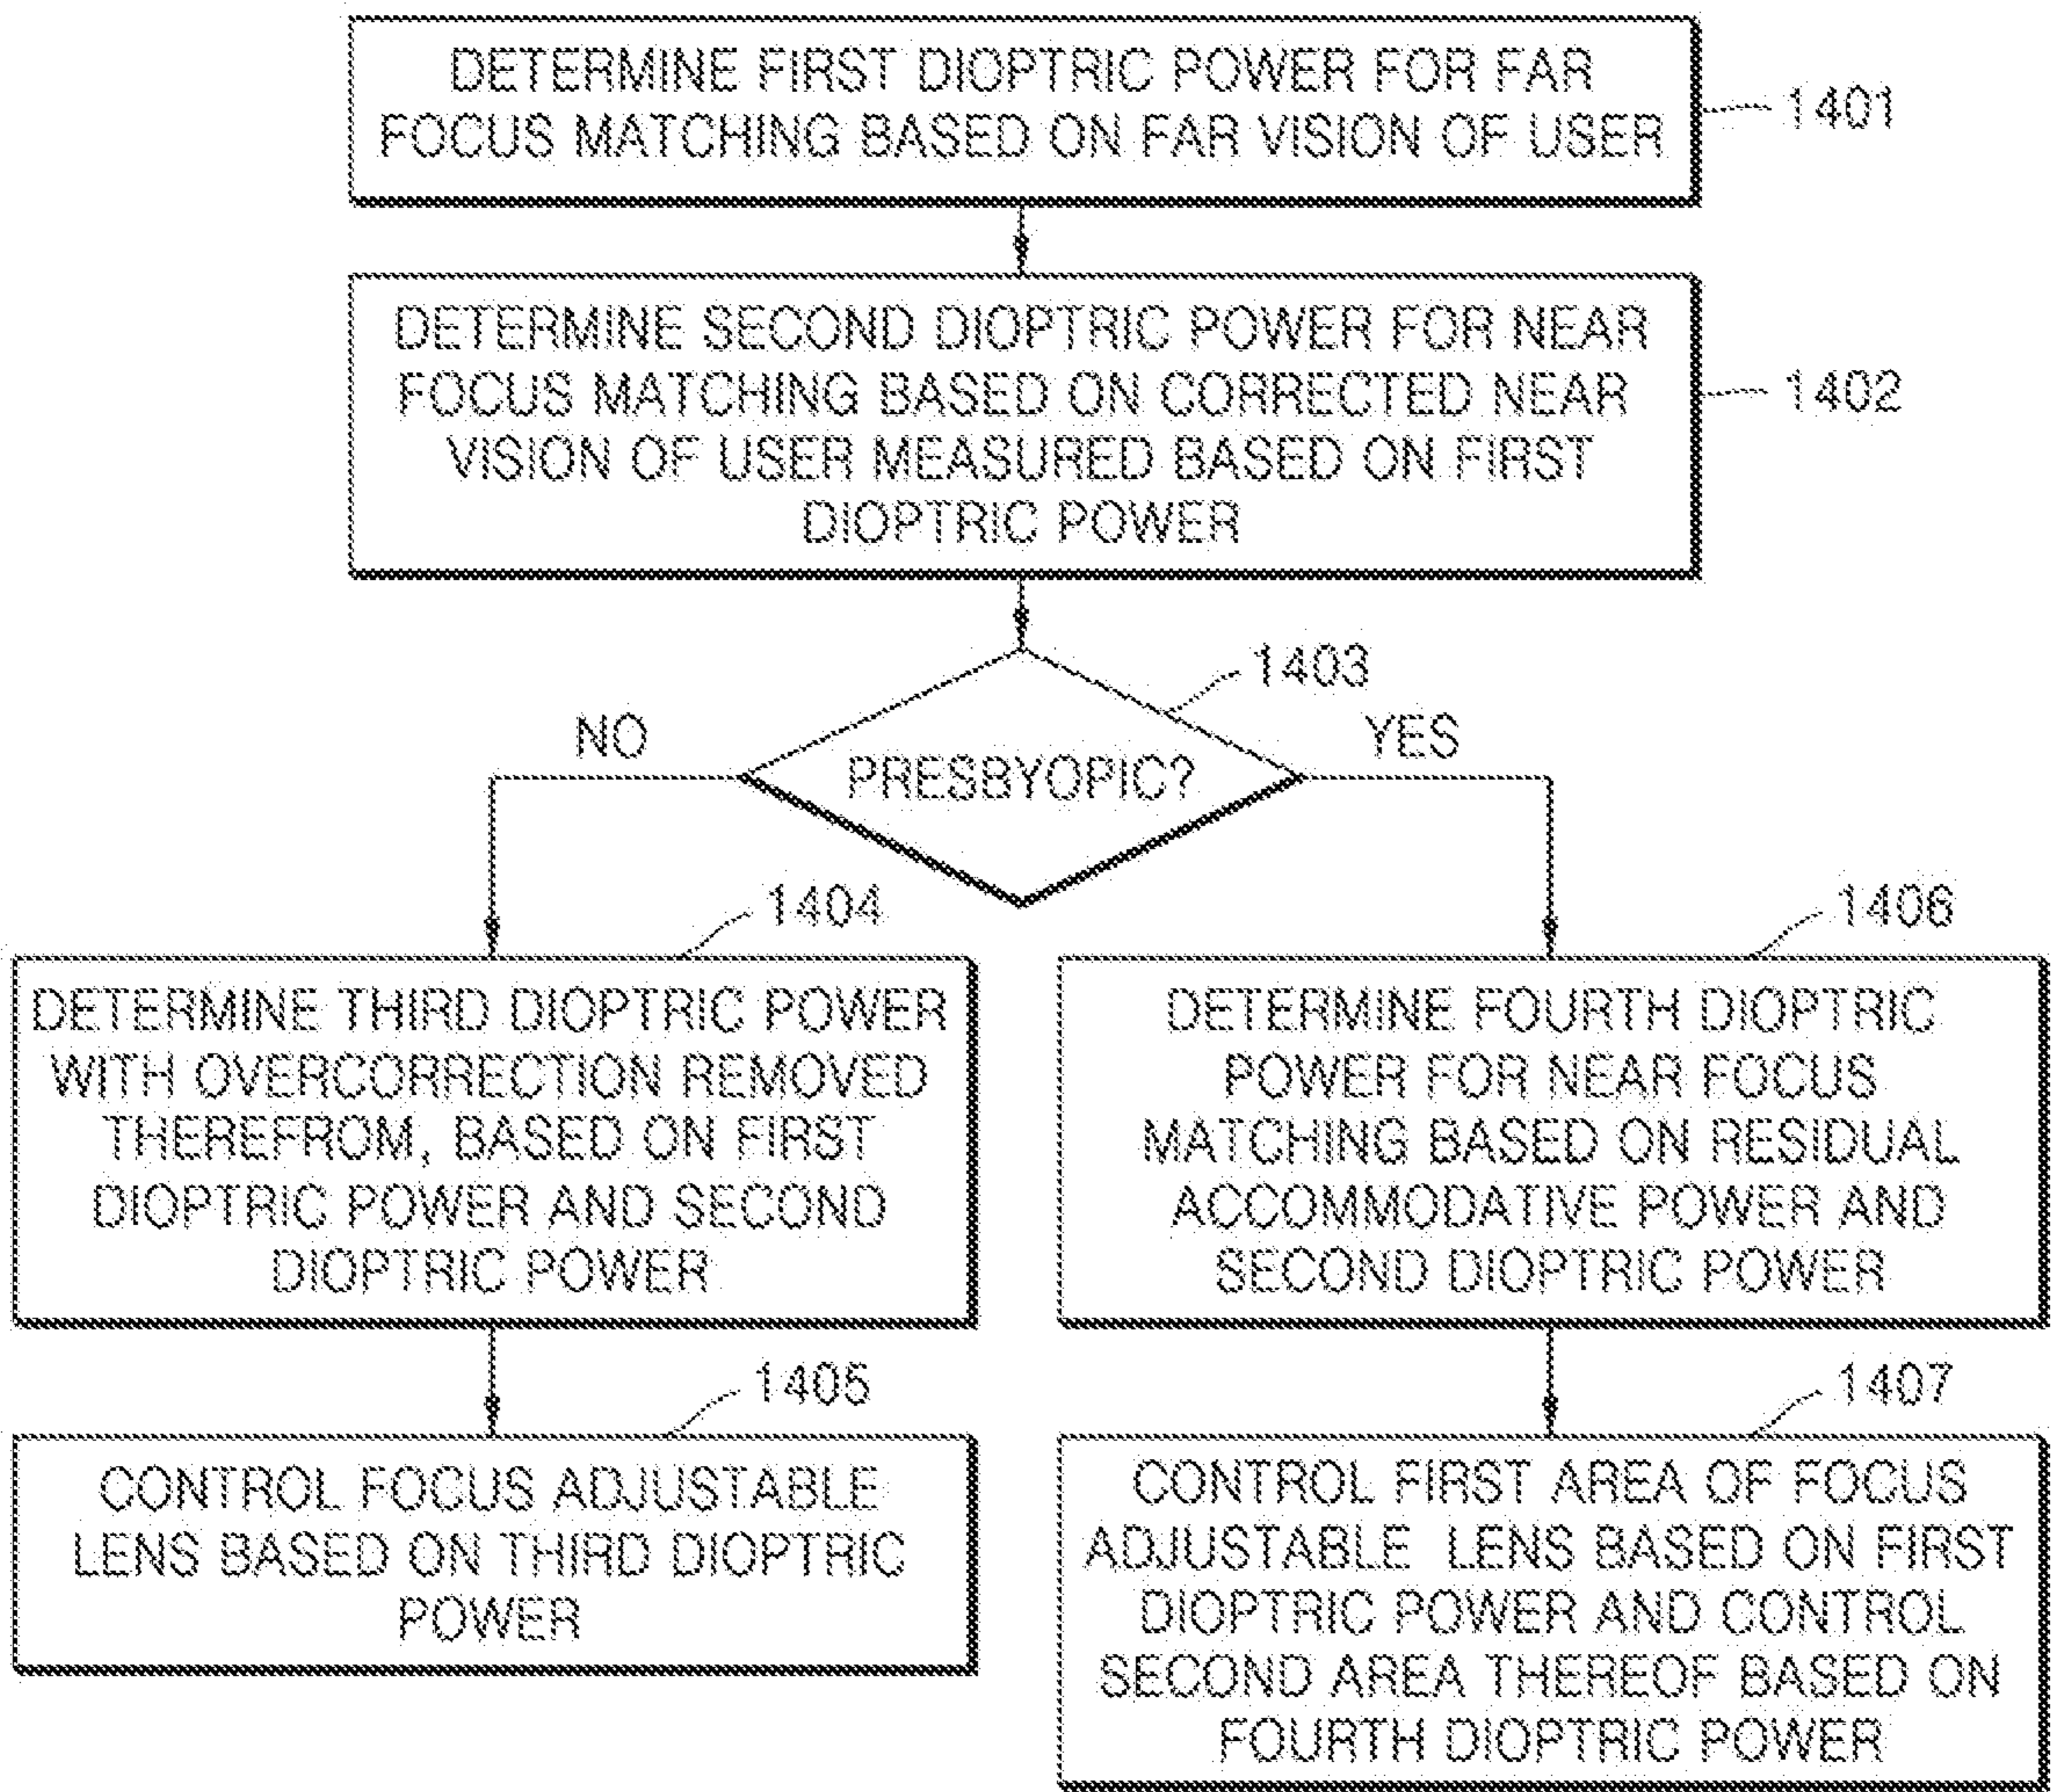 DETERMINE FIRST DIOPTRIC POWER FOR FAR
FOCUS MATCHING BASED ON FAR VISION OF USER
1401
DETERMINE SECOND DIOPTRIC POWER FOR NEAR
FOCUS MATCHING BASED ON CORRECTED NEAR
VISION OF USER MEASURED BASED ON FIRST
DIOPTRIC POWER
1402
1403
NO
YES
PRESBYOPIC?
1404
DETERMINE THIRD DIOPTRIC POWER
WITH OVERCORRECTION REMOVED
THEREFROM, BASED ON FIRST
DIOPTRIC POWER AND SECOND
DIOPTRIC POWER
1406
DETERMINE FOURTH DIOPTRIC
POWER FOR NEAR FOCUS
MATCHING BASED ON RESIDUAL
ACCOMMODATIVE POWER AND
SECOND DIOPTRIC POWER
1405
CONTROL FOCUS ADJUSTABLE
LENS BASED ON THIRD DIOPTRIC
POWER
1407
CONTROL FIRST AREA OF FOCUS
ADJUSTABLE LENS BASED ON FIRST
DIOPTRIC POWER AND CONTROL
SECOND AREA THEREOF BASED ON
FOURTH DIOPTRIC POWER